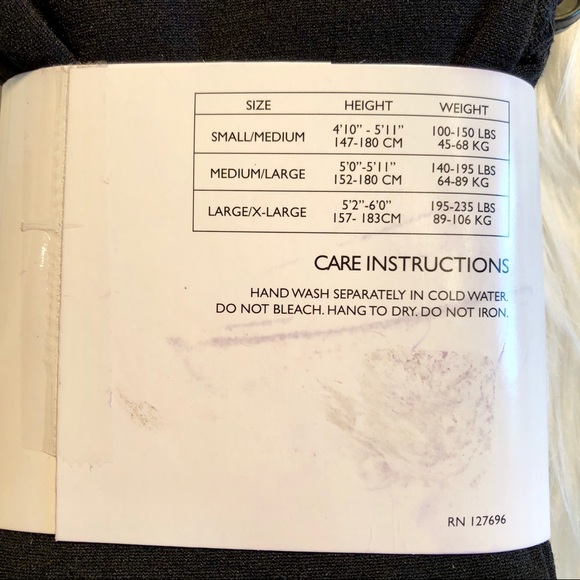 SIZE HEIGHT WEIGHT
SMALL/MEDIUM 4'10" - 5'11" 100-150 LBS
147-180 CM 45-68 KG
MEDIUM/LARGE 5'0"-5'11" 140-195 LBS
152-180 CM 64-89 KG
LARGE/X-LARGE 5'2"-6'0" 195-235 LBS
157- 183CM 89-106 KG
CARE INSTRUCTIONS
HAND WASH SEPARATELY IN COLD WATER.
DO NOT BLEACH. HANG TO DRY. DO NOT IRON.
RN 127696